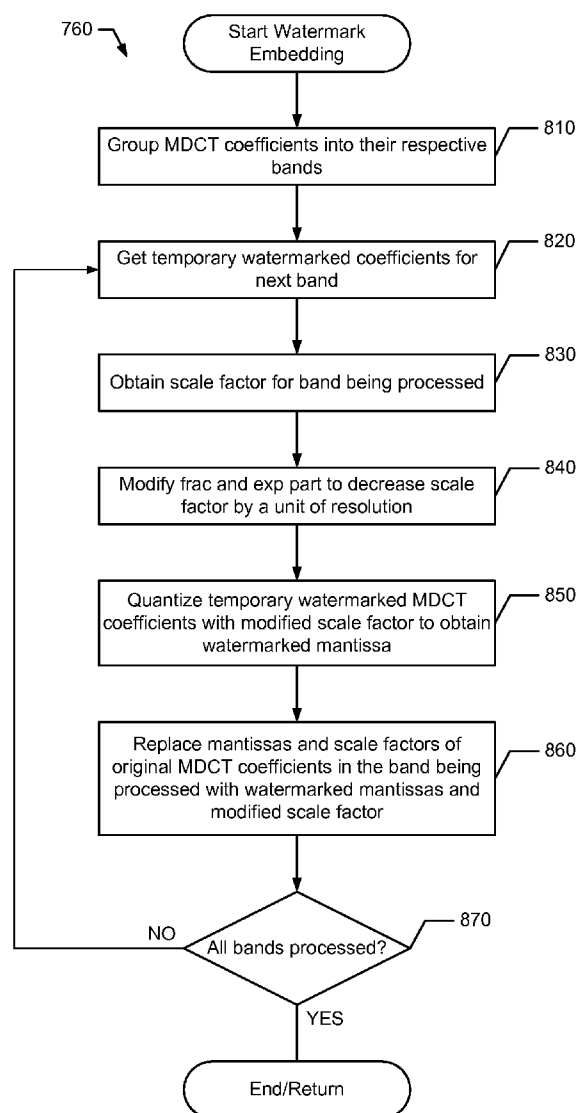 760
Start Watermark
Embedding
810
Group MDCT coefficients into their respective
bands
820
Get temporary watermarked coefficients for
next band
830
Obtain scale factor for band being processed
840
Modify frac and exp part to decrease scale
factor by a unit of resolution
850
Quantize temporary watermarked MDCT
coefficients with modified scale factor to obtain
watermarked mantissa
860
Replace mantissas and scale factors of
original MDCT coefficients in the band being
processed with watermarked mantissas and
modified scale factor
870
NO
All bands processed?
YES
End/Return